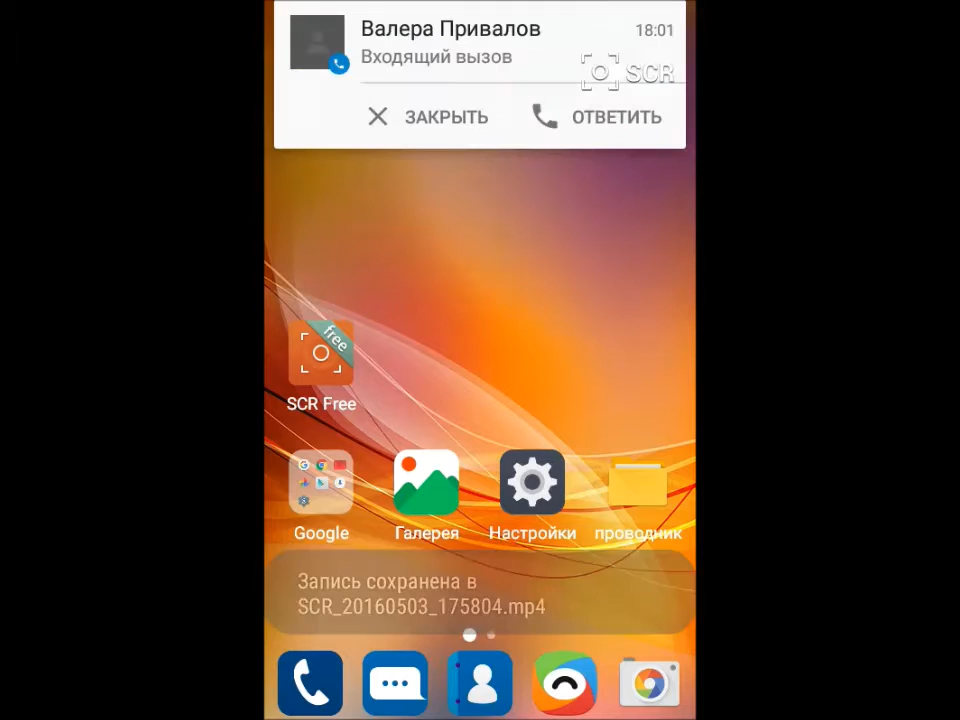 Валера Привалов
18:01
Входящий вызов
SCR
ЗАКРЫТЬ
ОТВЕТИТЬ
free
SCR Free
Google
Галерея
Настройки
проводник
Запись сохранена в
SCR_20160503_175804.mp4